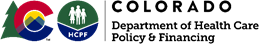 HCPF
COLORADO
Department of Health Care
Policy & Financing